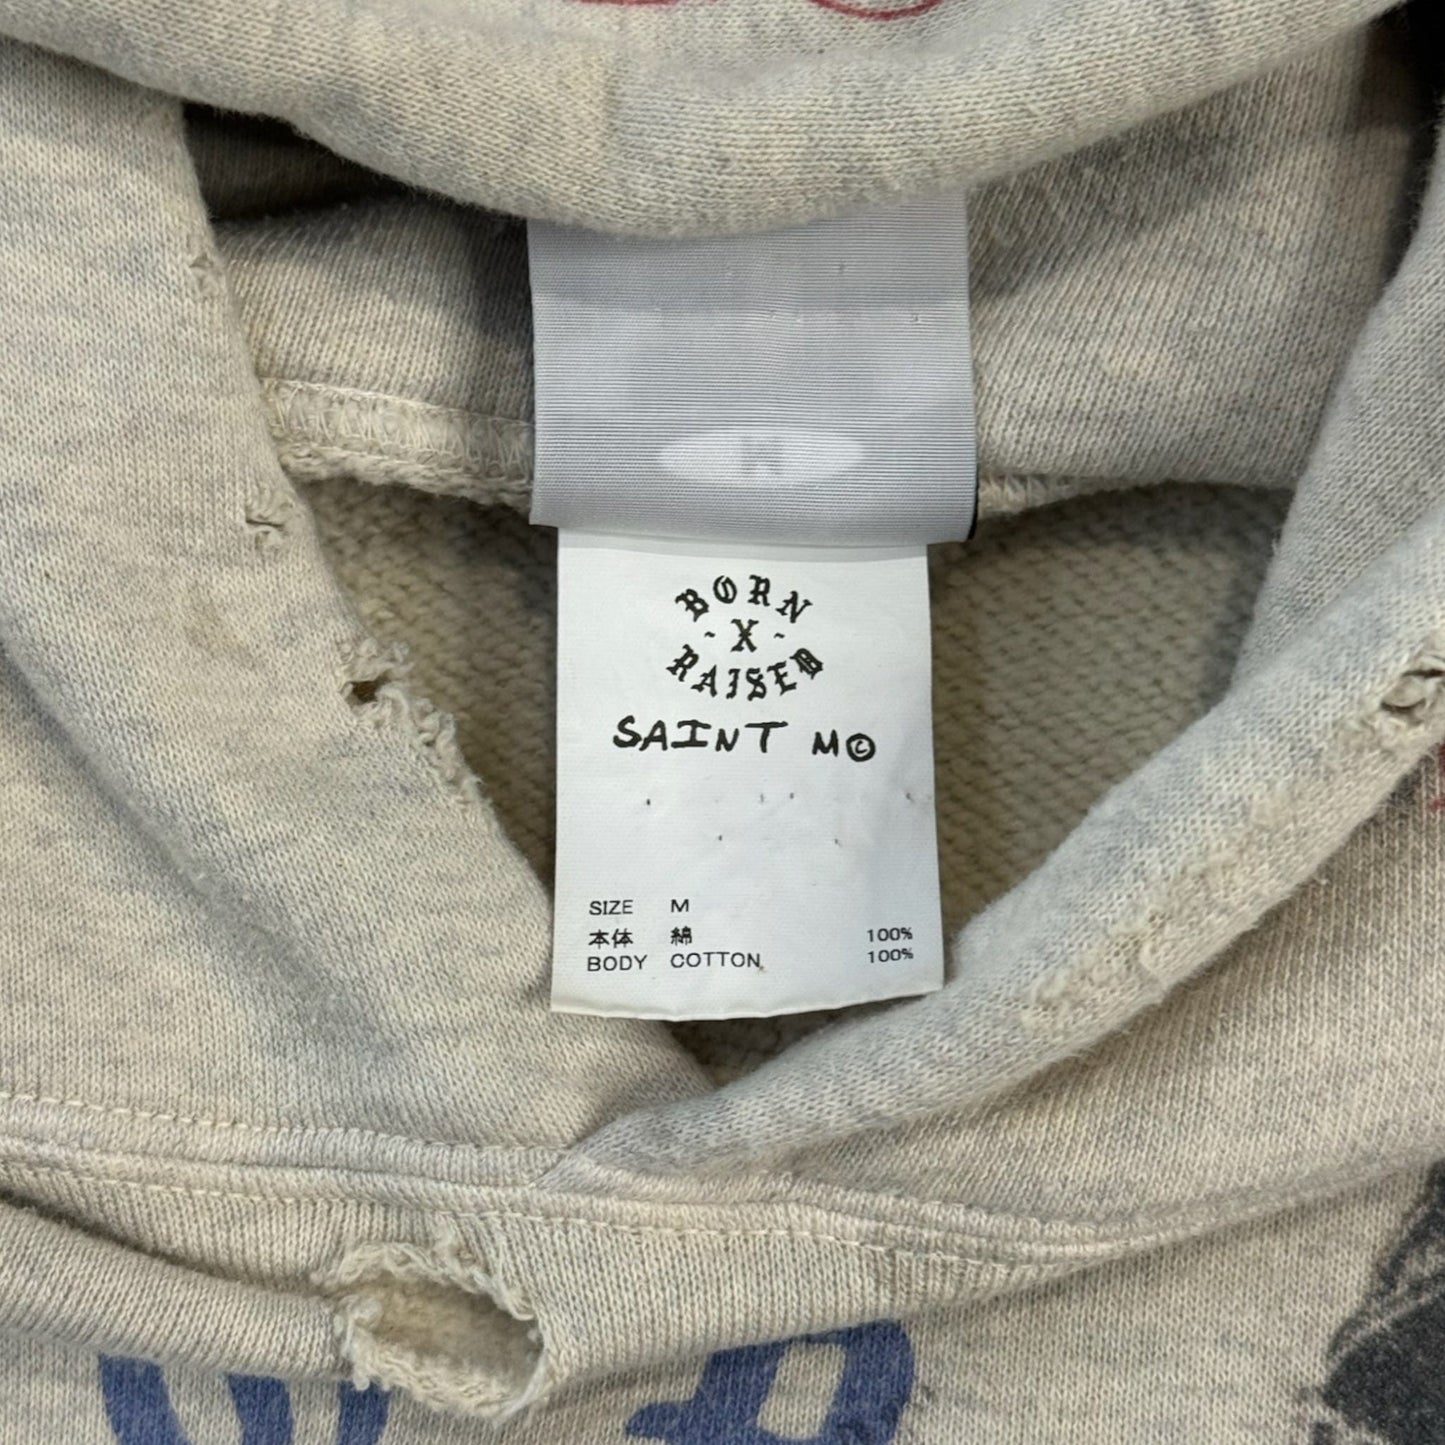 M
BORN
- X -
RAISED
SAINT M©
SIZE M
本体 綿 100%
BODY COTTON 100%